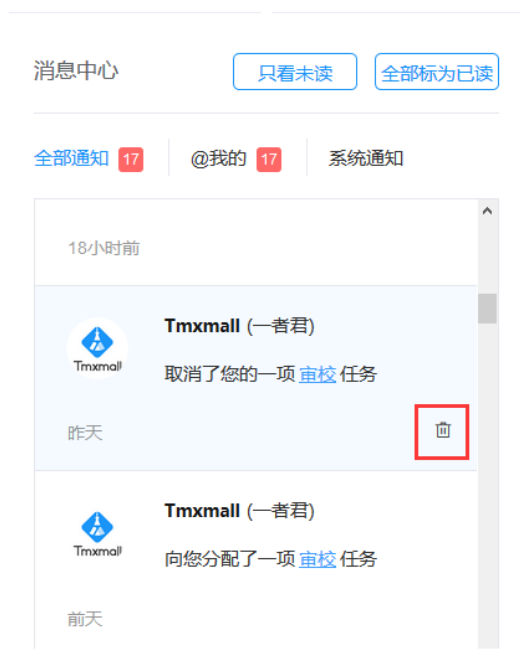 消息中心 只看未读 全部标为已读
全部通知 17 @我的 17 系统通知
18小时前
Tmxmall (一者君)
Tmxmall
取消了您的一项 审校 任务
昨天
Tmxmall (一者君)
Tmxmall
向您分配了一项 审校 任务
前天